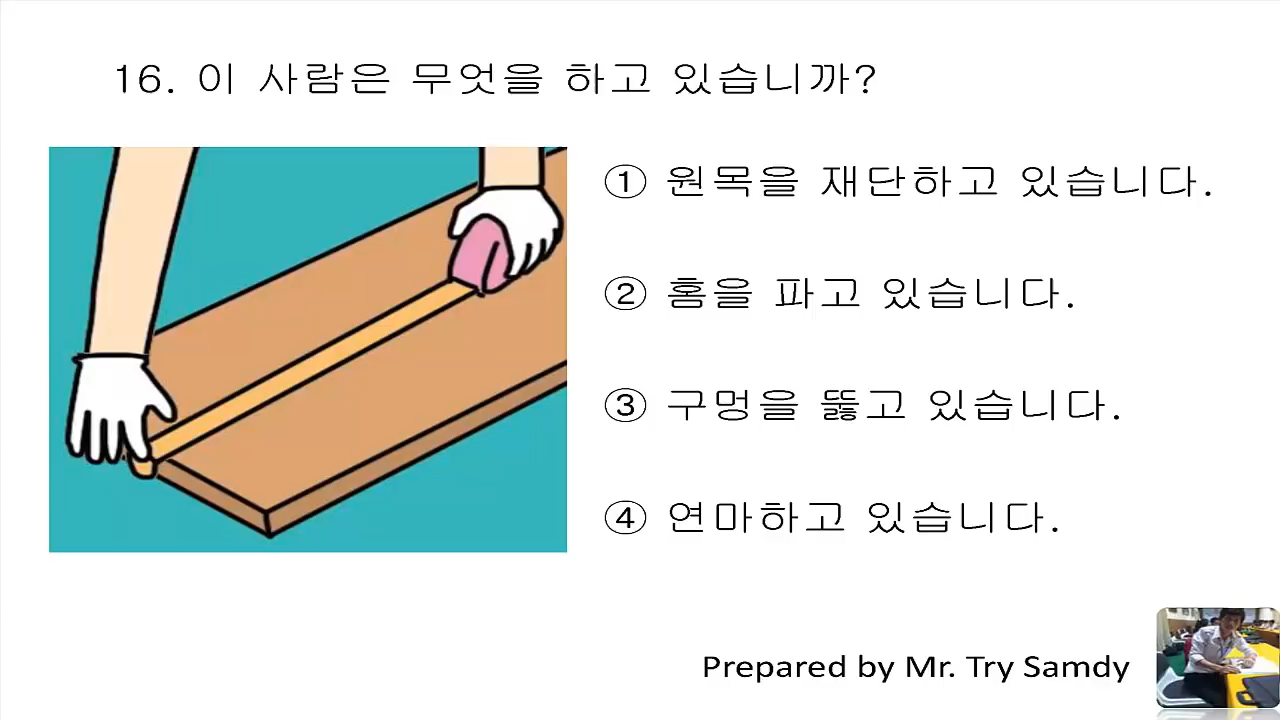 16. 이 사람은 무엇을 하고 있습니까?
① 원목을 재단하고 있습니다.
② 홈을 파고 있습니다.
③ 구멍을 뚫고 있습니다.
④ 연마하고 있습니다.
Prepared by Mr. Try Samdy